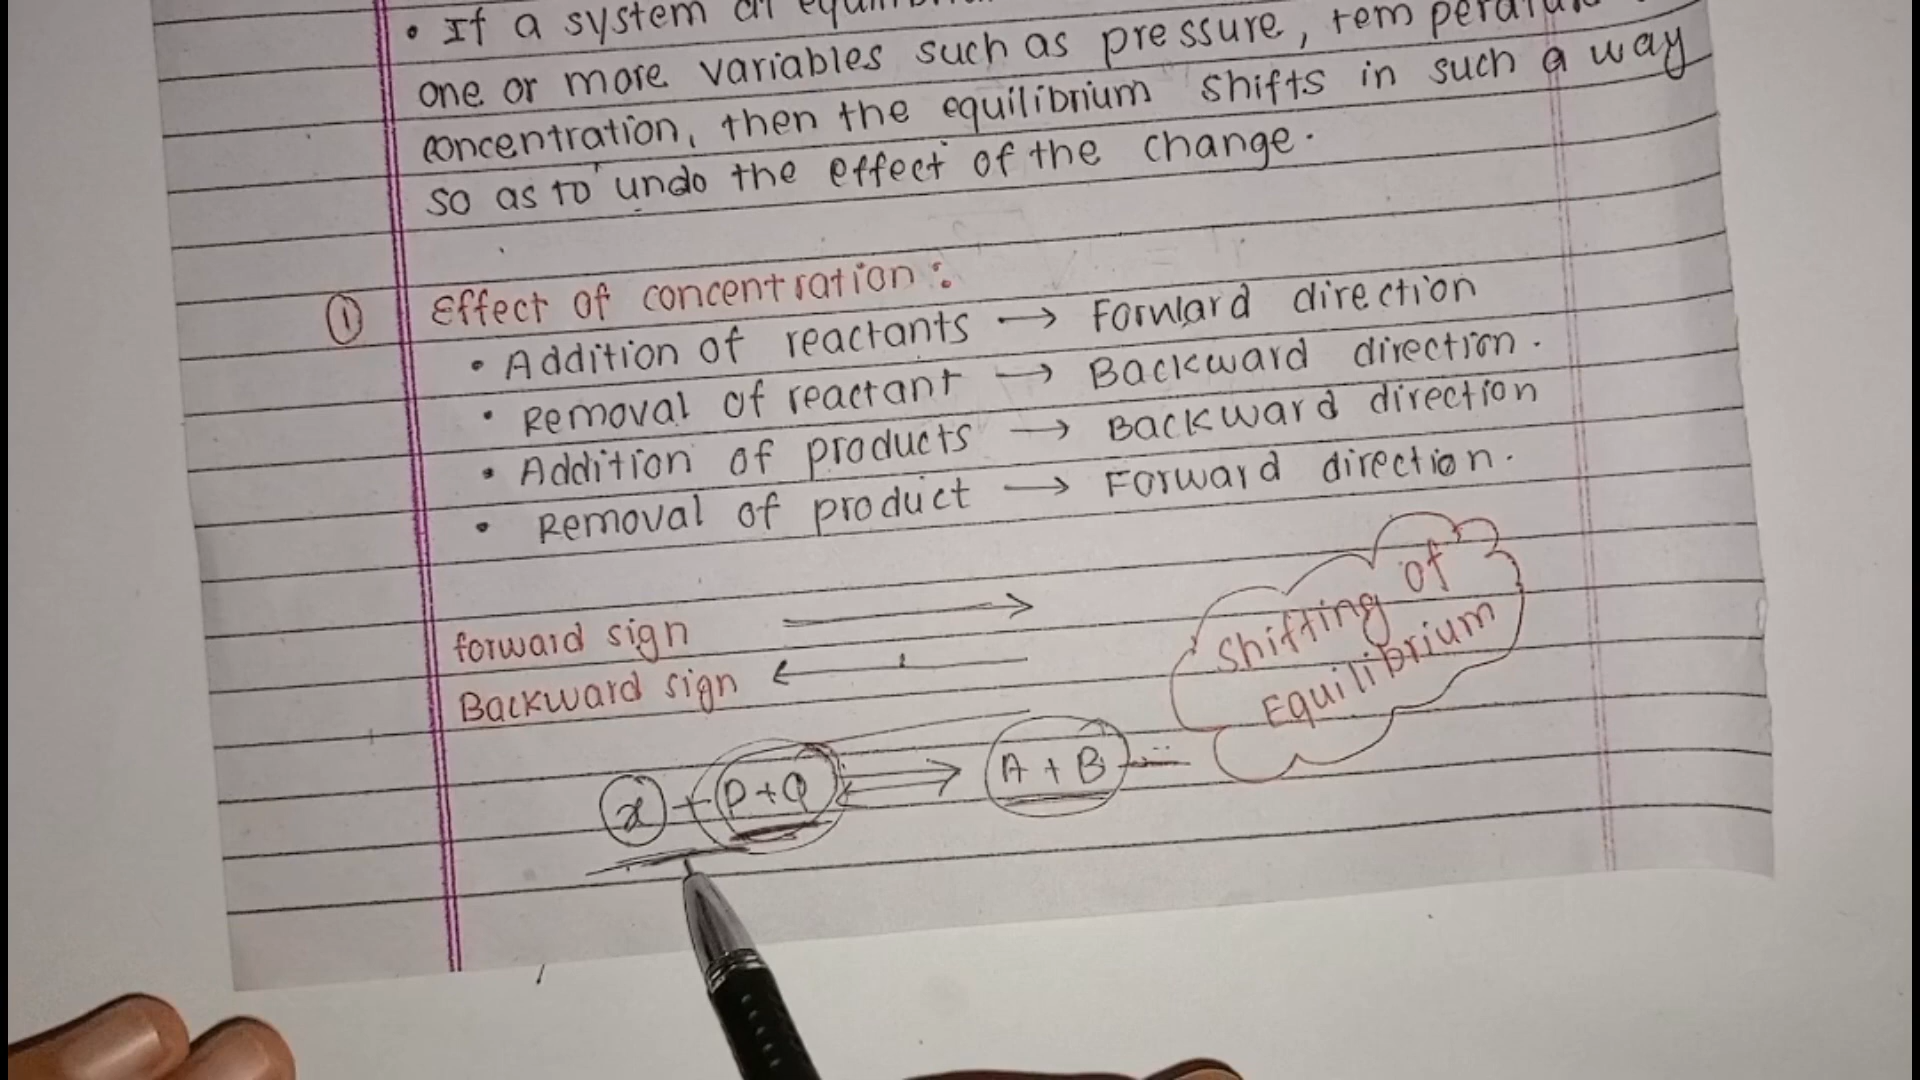 • If a system at
one or more variables such as pressure, temperature
concentration, then the equilibrium shifts in such a way
so as to undo the effect of the change.
① Effect of concentration :
• Addition of reactants → Forward direction
• Removal of reactant → Backward direction.
• Addition of products → Backward direction
• Removal of product → Forward direction.
forward sign →
Backward sign ←
x + P+Q ⇌ A + B
Shifting of
Equilibrium